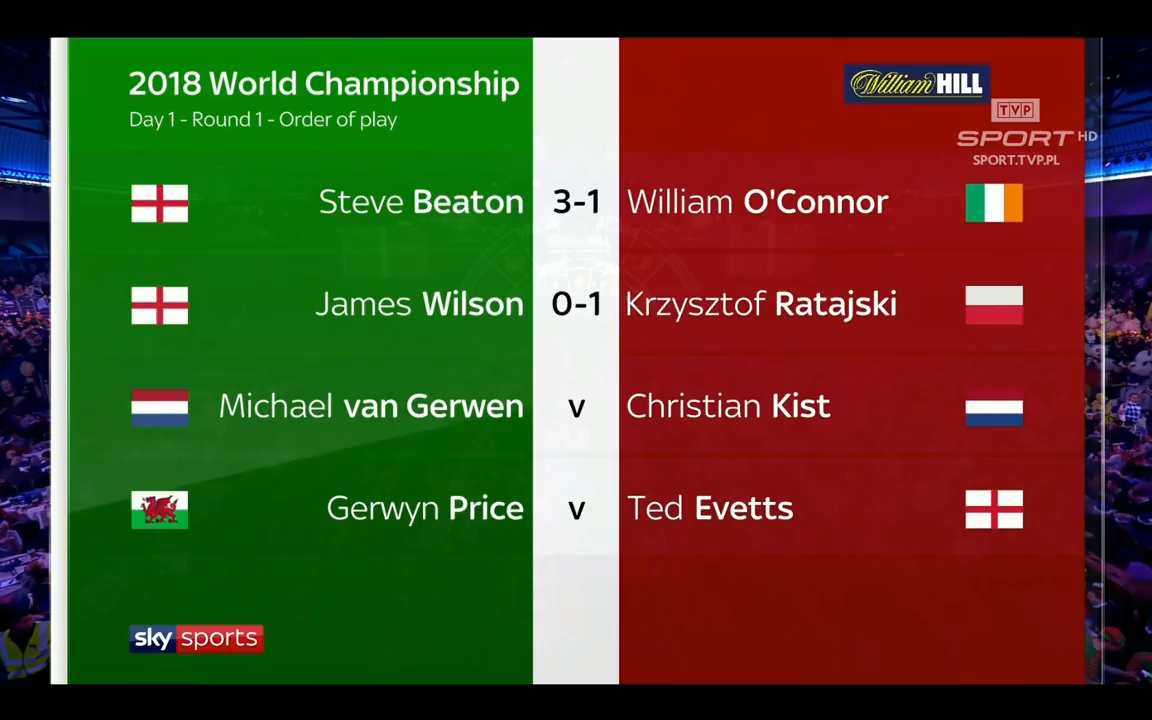 2018 World Championship
Day 1 - Round 1 - Order of play
William HILL
TVP
SPORT HD
SPORT.TVP.PL
Steve Beaton 3-1 William O'Connor
James Wilson 0-1 Krzysztof Ratajski
Michael van Gerwen v Christian Kist
Gerwyn Price v Ted Evetts
sky sports